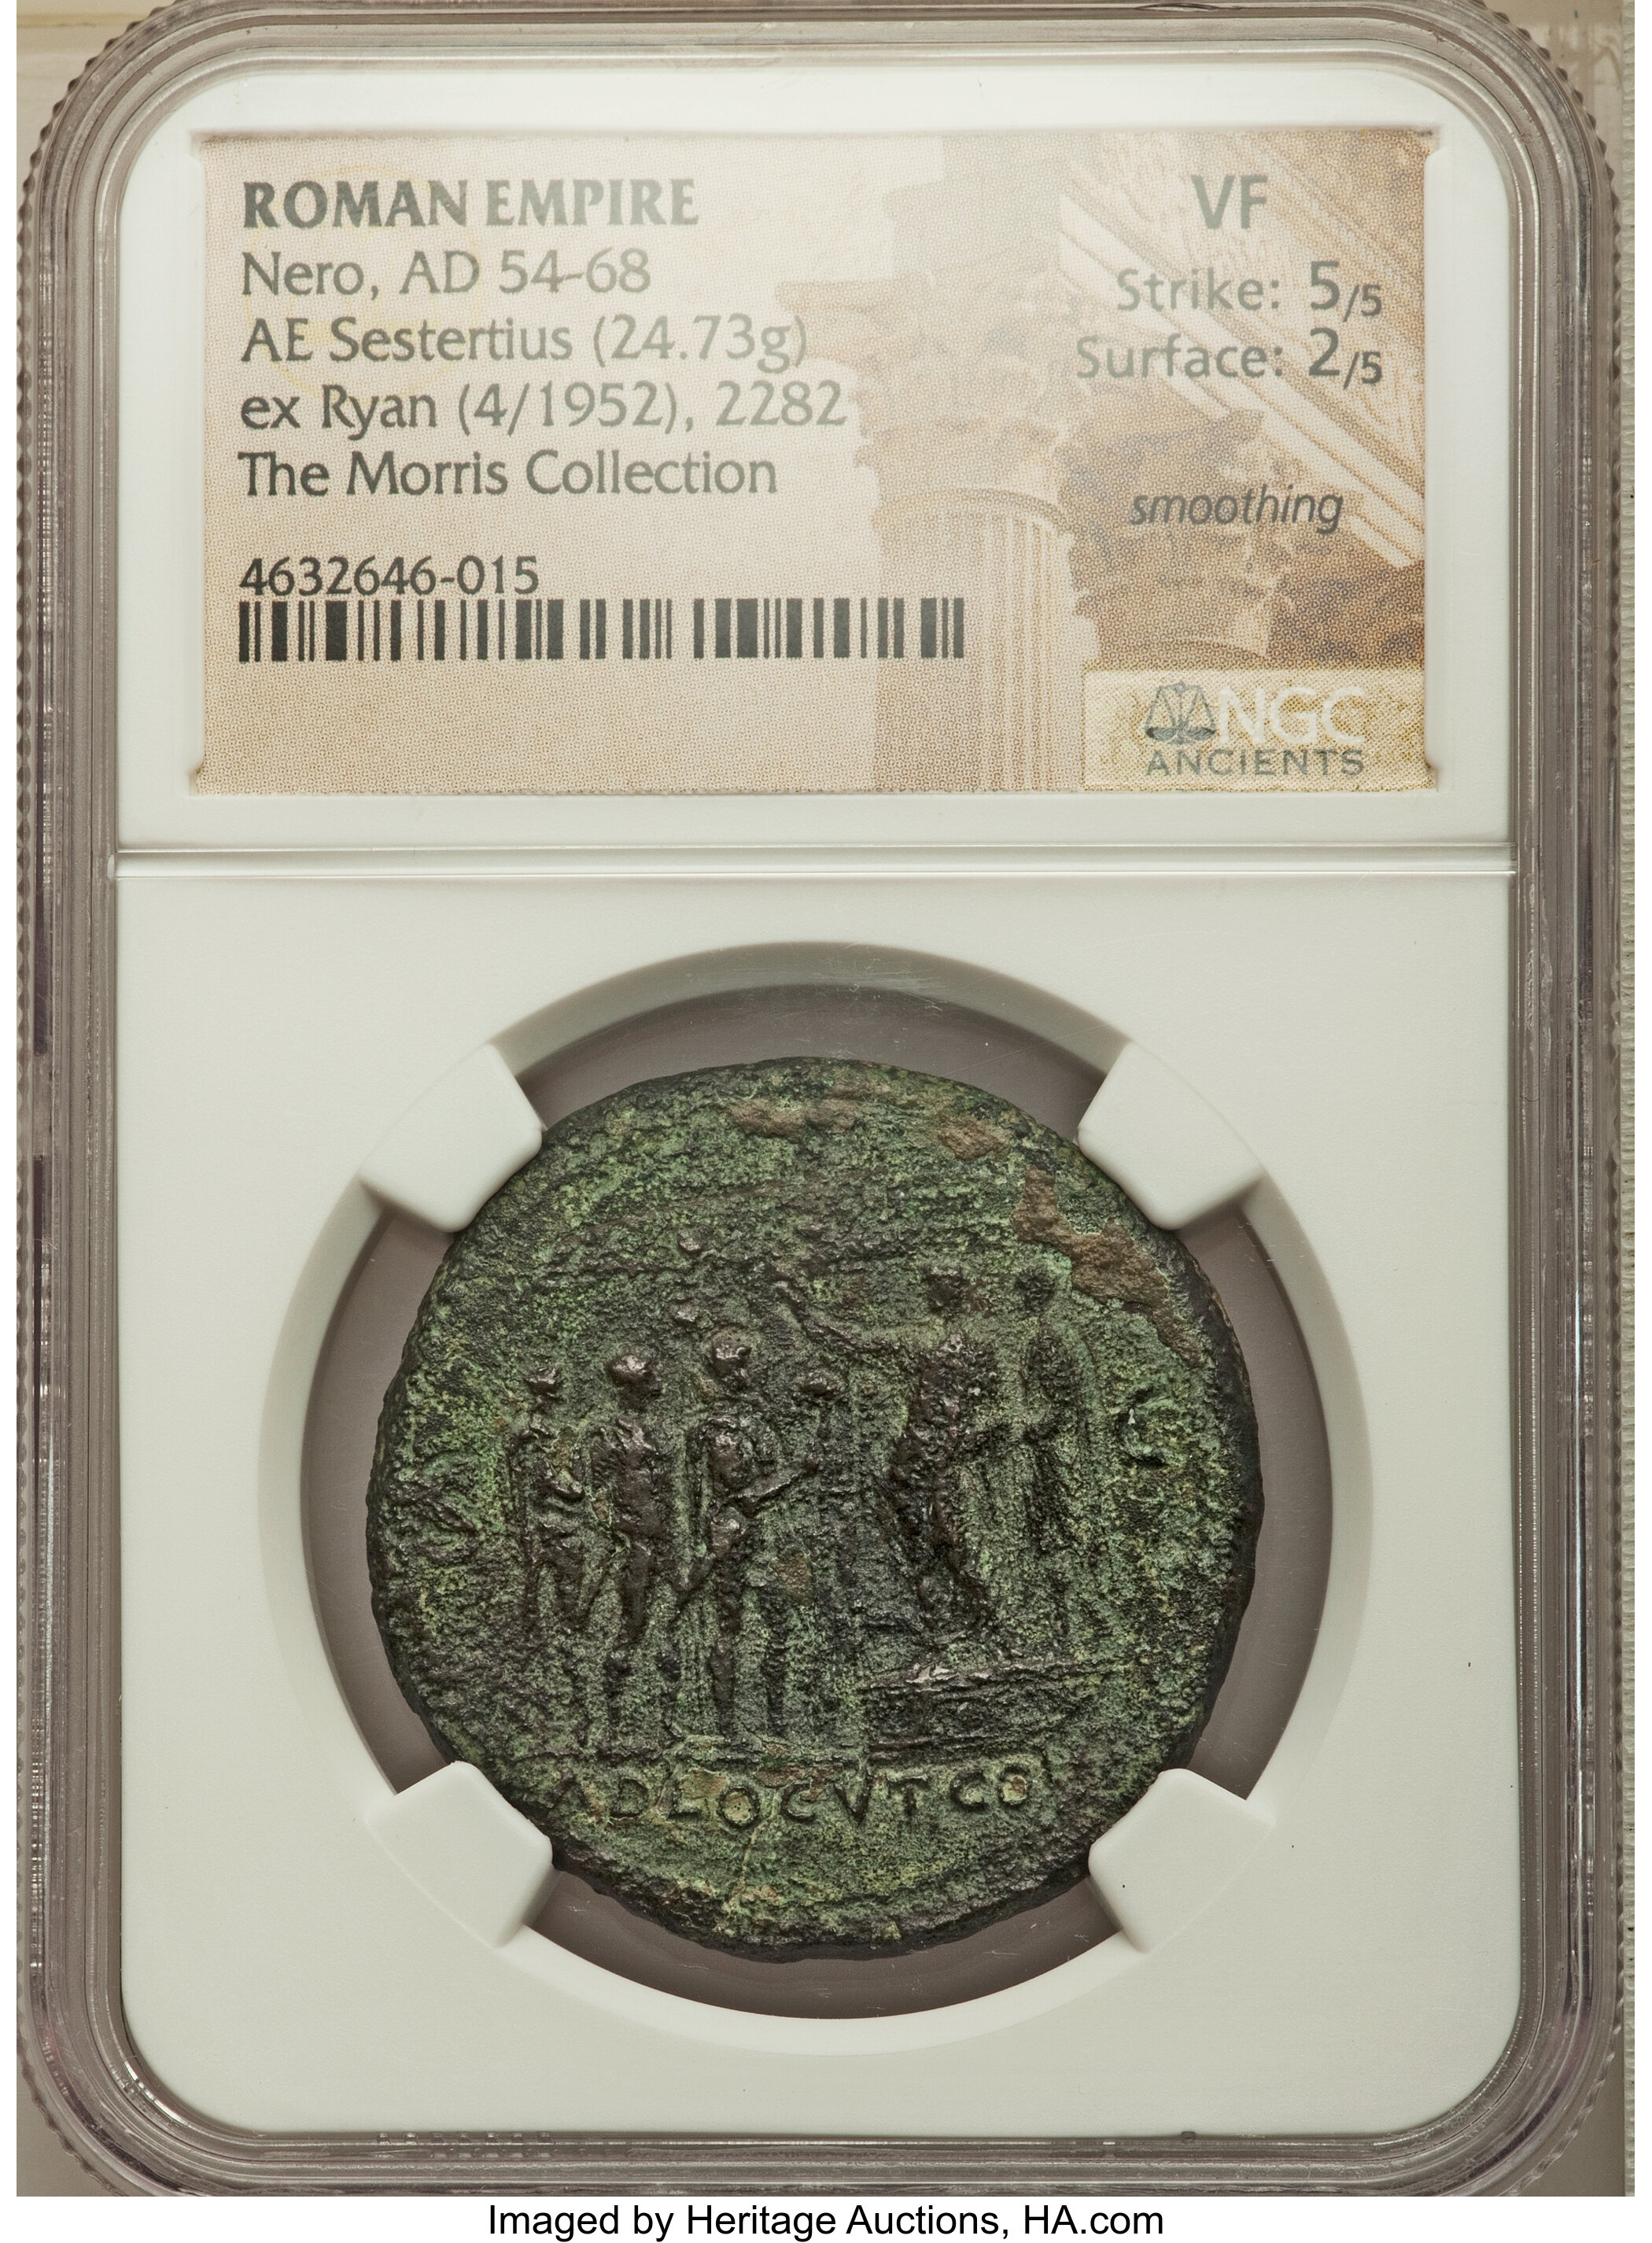 ROMAN EMPIRE
Nero, AD 54-68
AE Sestertius (24.73g)
ex Ryan (4/1952), 2282
The Morris Collection
4632646-015
VF
Strike: 5/5
Surface: 2/5
smoothing
NGC
ANCIENTS
S C
ADLOCVT CO
Imaged by Heritage Auctions, HA.com